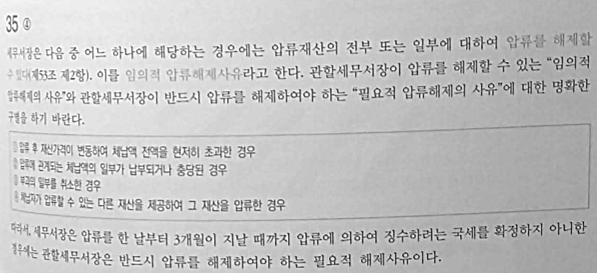 35 ④
세무서장은 다음 중 어느 하나에 해당하는 경우에는 압류재산의 전부 또는 일부에 대하여 압류를 해제할
수 있다(제53조 제2항). 이를 임의적 압류해제사유라고 한다. 관할세무서장이 압류를 해제할 수 있는 “임의적
압류해제의 사유”와 관할세무서장이 반드시 압류를 해제하여야 하는 “필요적 압류해제의 사유”에 대한 명확한
구별을 하기 바란다.
① 압류 후 재산가격이 변동하여 체납액 전액을 현저히 초과한 경우
② 압류에 관계되는 체납액의 일부가 납부되거나 충당된 경우
③ 부과의 일부를 취소한 경우
④ 체납자가 압류할 수 있는 다른 재산을 제공하여 그 재산을 압류한 경우
따라서, 세무서장은 압류를 한 날부터 3개월이 지날 때까지 압류에 의하여 징수하려는 국세를 확정하지 아니한
경우에는 관할세무서장은 반드시 압류를 해제하여야 하는 필요적 해제사유이다.